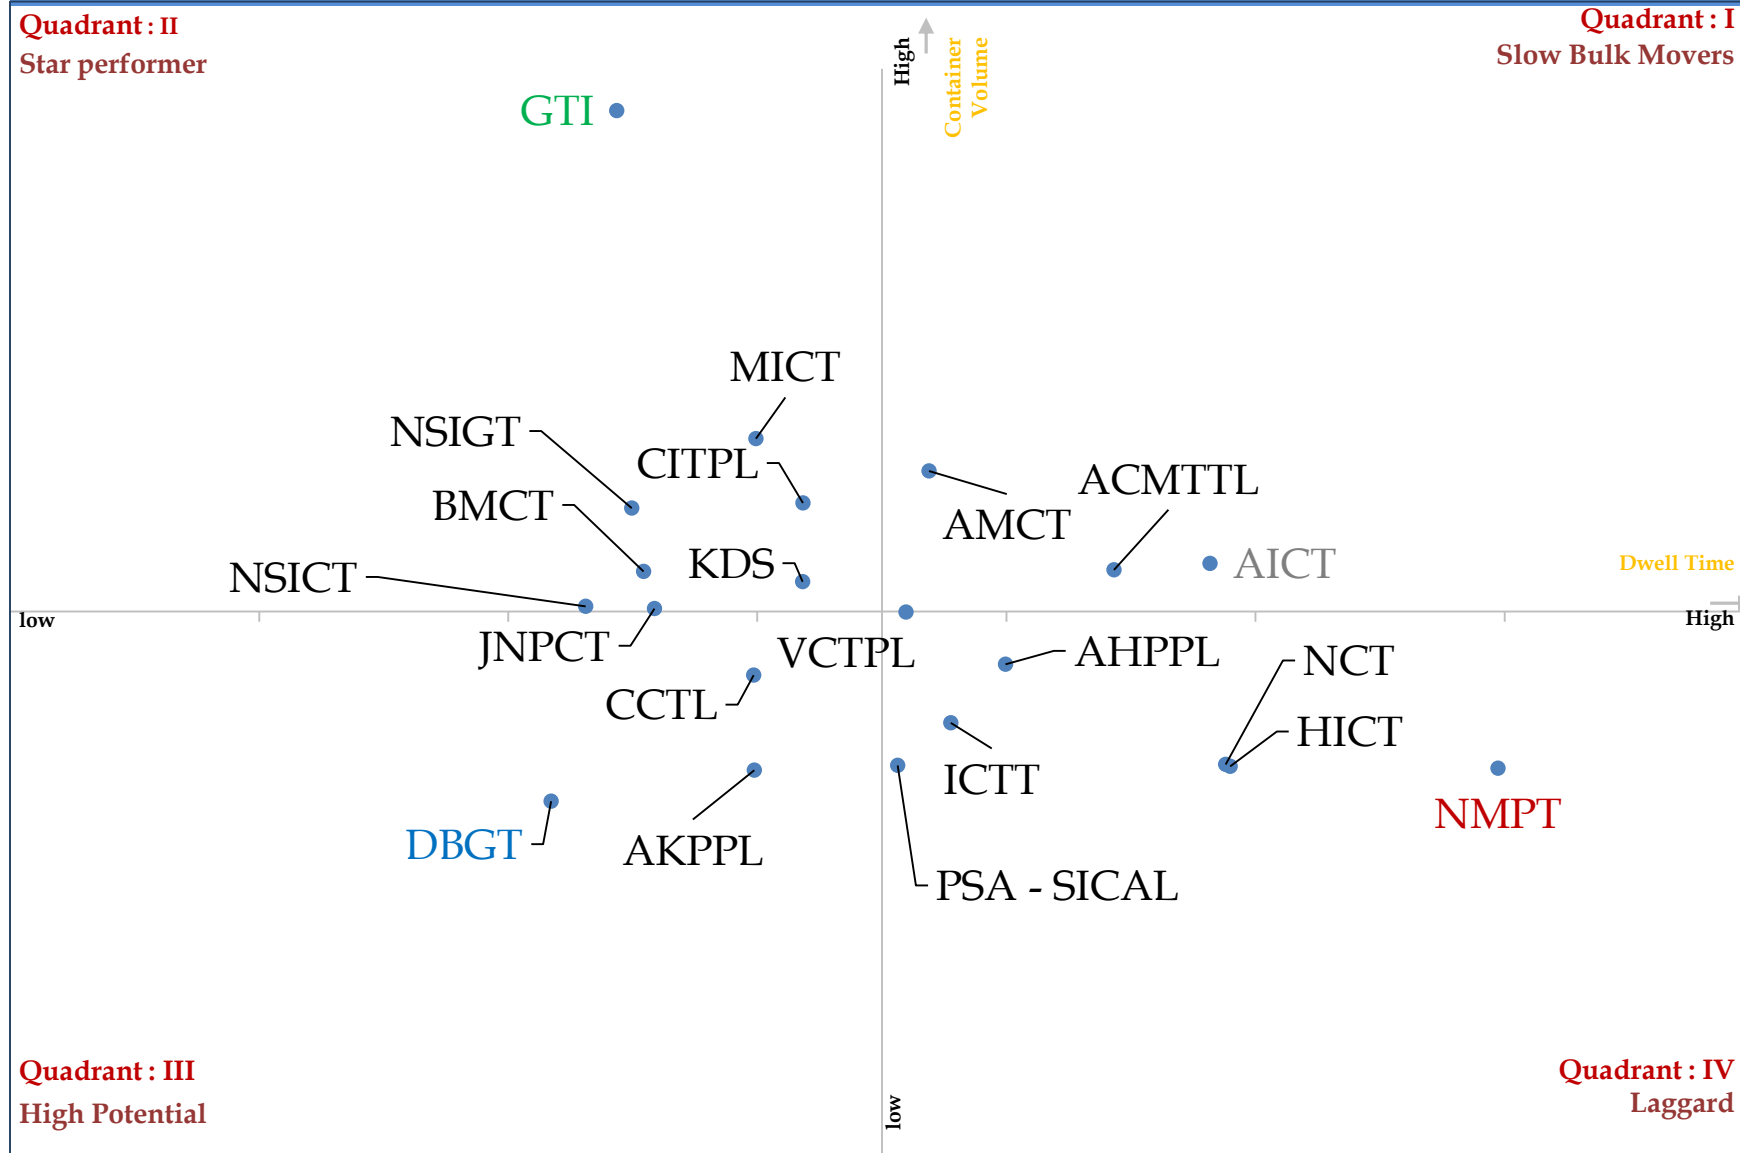 Quadrant : II
Star performer
Quadrant : I
Slow Bulk Movers
High
Container
Volume
GTI
MICT
NSIGT
CITPL
BMCT
ACMTTL
AMCT
KDS
AICT
NSICT
Dwell Time
low
High
JNPCT
VCTPL
AHPPL
NCT
CCTL
HICT
ICTT
NMPT
DBGT
AKPPL
PSA - SICAL
Quadrant : III
High Potential
Quadrant : IV
Laggard
low